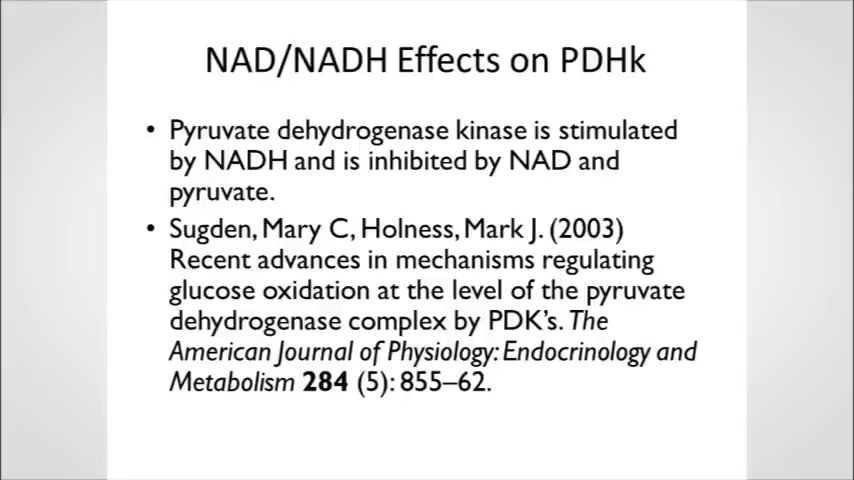 NAD/NADH Effects on PDHk
• Pyruvate dehydrogenase kinase is stimulated
by NADH and is inhibited by NAD and
pyruvate.
• Sugden, Mary C, Holness, Mark J. (2003)
Recent advances in mechanisms regulating
glucose oxidation at the level of the pyruvate
dehydrogenase complex by PDK's. The
American Journal of Physiology: Endocrinology and
Metabolism 284 (5): 855–62.